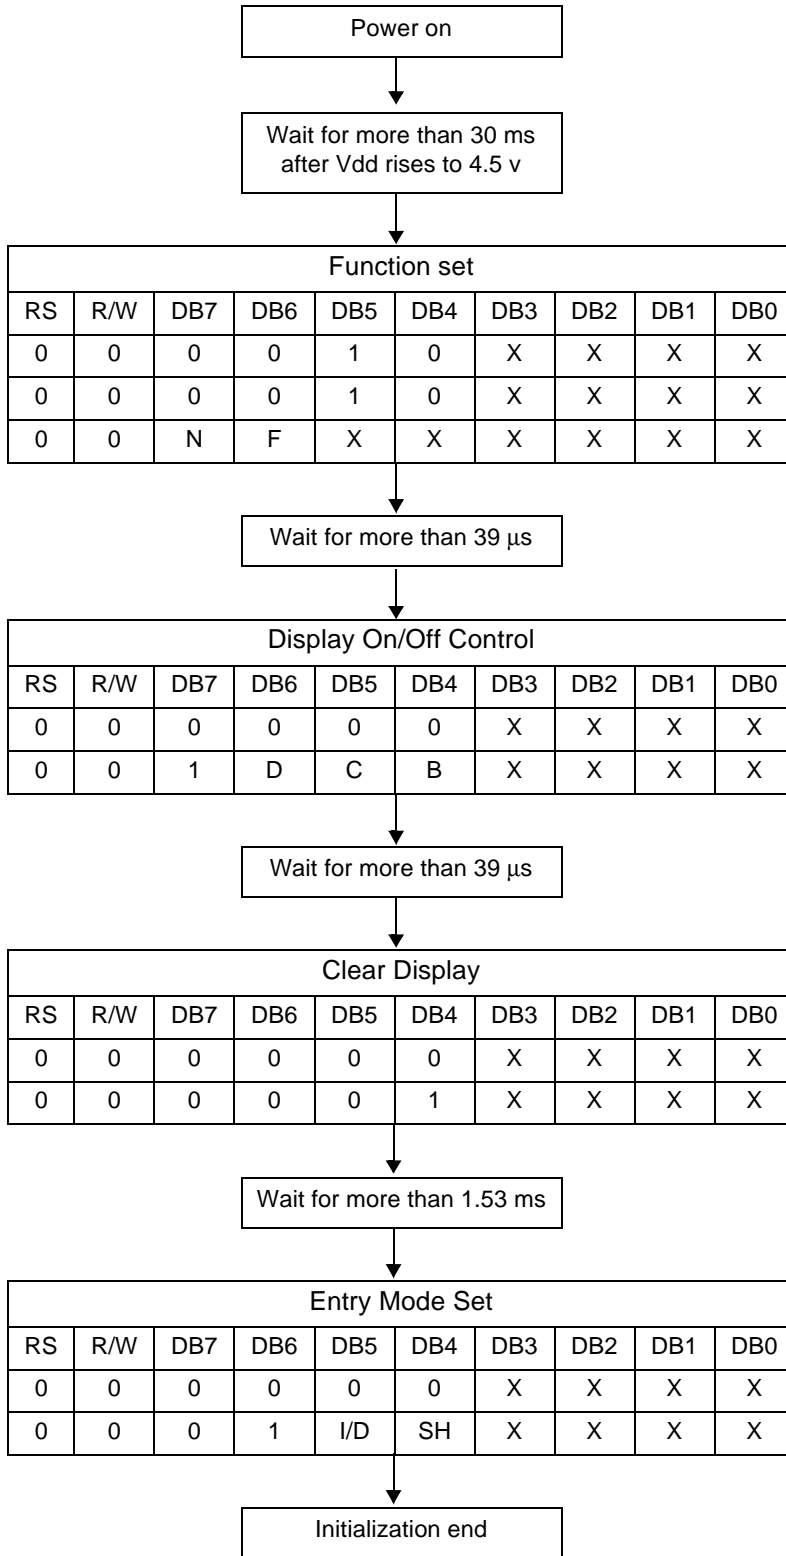 Power on
Wait for more than 30 ms
after Vdd rises to 4.5 v
Function set
RS R/W DB7 DB6 DB5 DB4 DB3 DB2 DB1 DB0
0 0 0 0 1 0 X X X X
0 0 0 0 1 0 X X X X
0 0 N F X X X X X X
Wait for more than 39 μs
Display On/Off Control
RS R/W DB7 DB6 DB5 DB4 DB3 DB2 DB1 DB0
0 0 0 0 0 0 X X X X
0 0 1 D C B X X X X
Wait for more than 39 μs
Clear Display
RS R/W DB7 DB6 DB5 DB4 DB3 DB2 DB1 DB0
0 0 0 0 0 0 X X X X
0 0 0 0 0 1 X X X X
Wait for more than 1.53 ms
Entry Mode Set
RS R/W DB7 DB6 DB5 DB4 DB3 DB2 DB1 DB0
0 0 0 0 0 0 X X X X
0 0 0 1 I/D SH X X X X
Initialization end